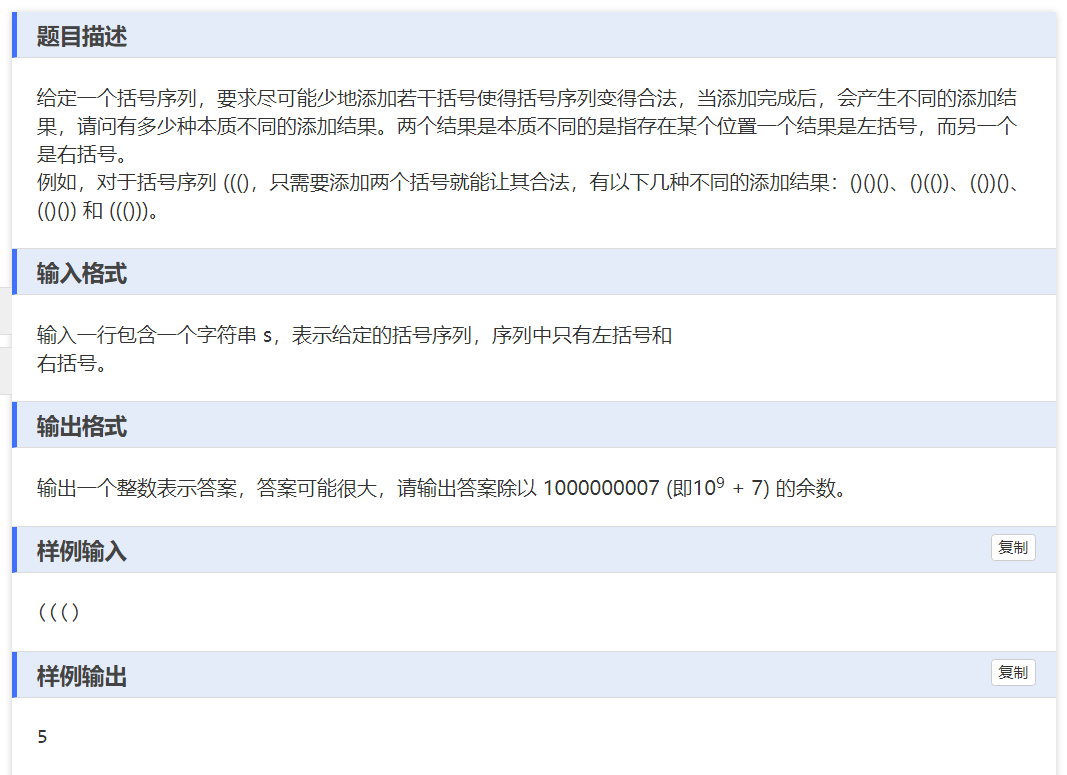 题目描述
给定一个括号序列，要求尽可能少地添加若干括号使得括号序列变得合法，当添加完成后，会产生不同的添加结
果，请问有多少种本质不同的添加结果。两个结果是本质不同的是指存在某个位置一个结果是左括号，而另一个
是右括号。
例如，对于括号序列 ((()，只需要添加两个括号就能让其合法，有以下几种不同的添加结果：()()()、()(())、(())()、
(()()) 和 ((()))。
输入格式
输入一行包含一个字符串 s，表示给定的括号序列，序列中只有左括号和
右括号。
输出格式
输出一个整数表示答案，答案可能很大，请输出答案除以 1000000007 (即10⁹ + 7) 的余数。
样例输入
复制
((()
样例输出
复制
5